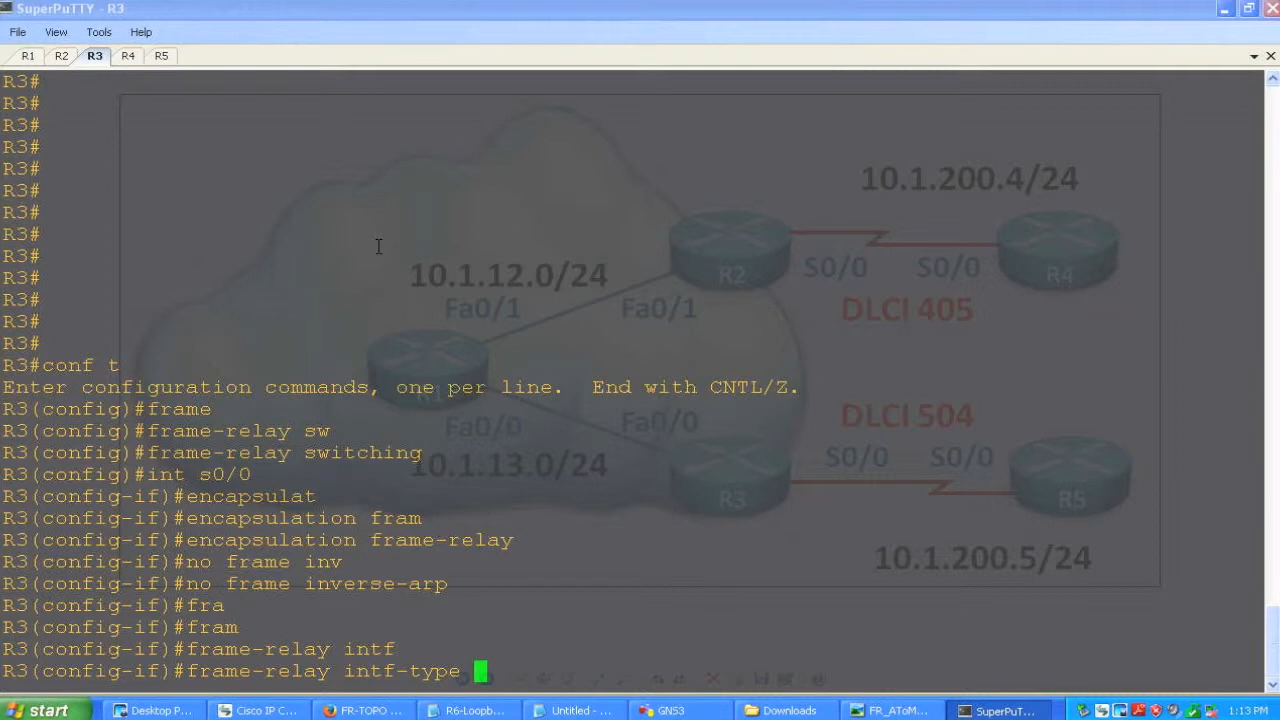 SuperPuTTY - R3
File View Tools Help
R1 R2 R3 R4 R5
R3#
R3#
R3#
R3#
R3#
R3#
R3#
R3#
R3#
R3#
R3#
R3#
R3#
R3#conf t
Enter configuration commands, one per line.  End with CNTL/Z.
R3(config)#frame
R3(config)#frame-relay sw
R3(config)#frame-relay switching
R3(config)#int s0/0
R3(config-if)#encapsulat
R3(config-if)#encapsulation fram
R3(config-if)#encapsulation frame-relay
R3(config-if)#no frame inv
R3(config-if)#no frame inverse-arp
R3(config-if)#fra
R3(config-if)#fram
R3(config-if)#frame-relay intf
R3(config-if)#frame-relay intf-type
10.1.200.4/24
R2 S0/0 S0/0 R4
10.1.12.0/24
Fa0/1 Fa0/1 DLCI 405
R1
Fa0/0 Fa0/0 DLCI 504
10.1.13.0/24 S0/0 S0/0
R3 R5
10.1.200.5/24
start Desktop P... Cisco IP C... FR-TOPO ... R6-Loopb... Untitled - ... GNS3 Downloads FR_AToM... SuperPuT... 1:13 PM